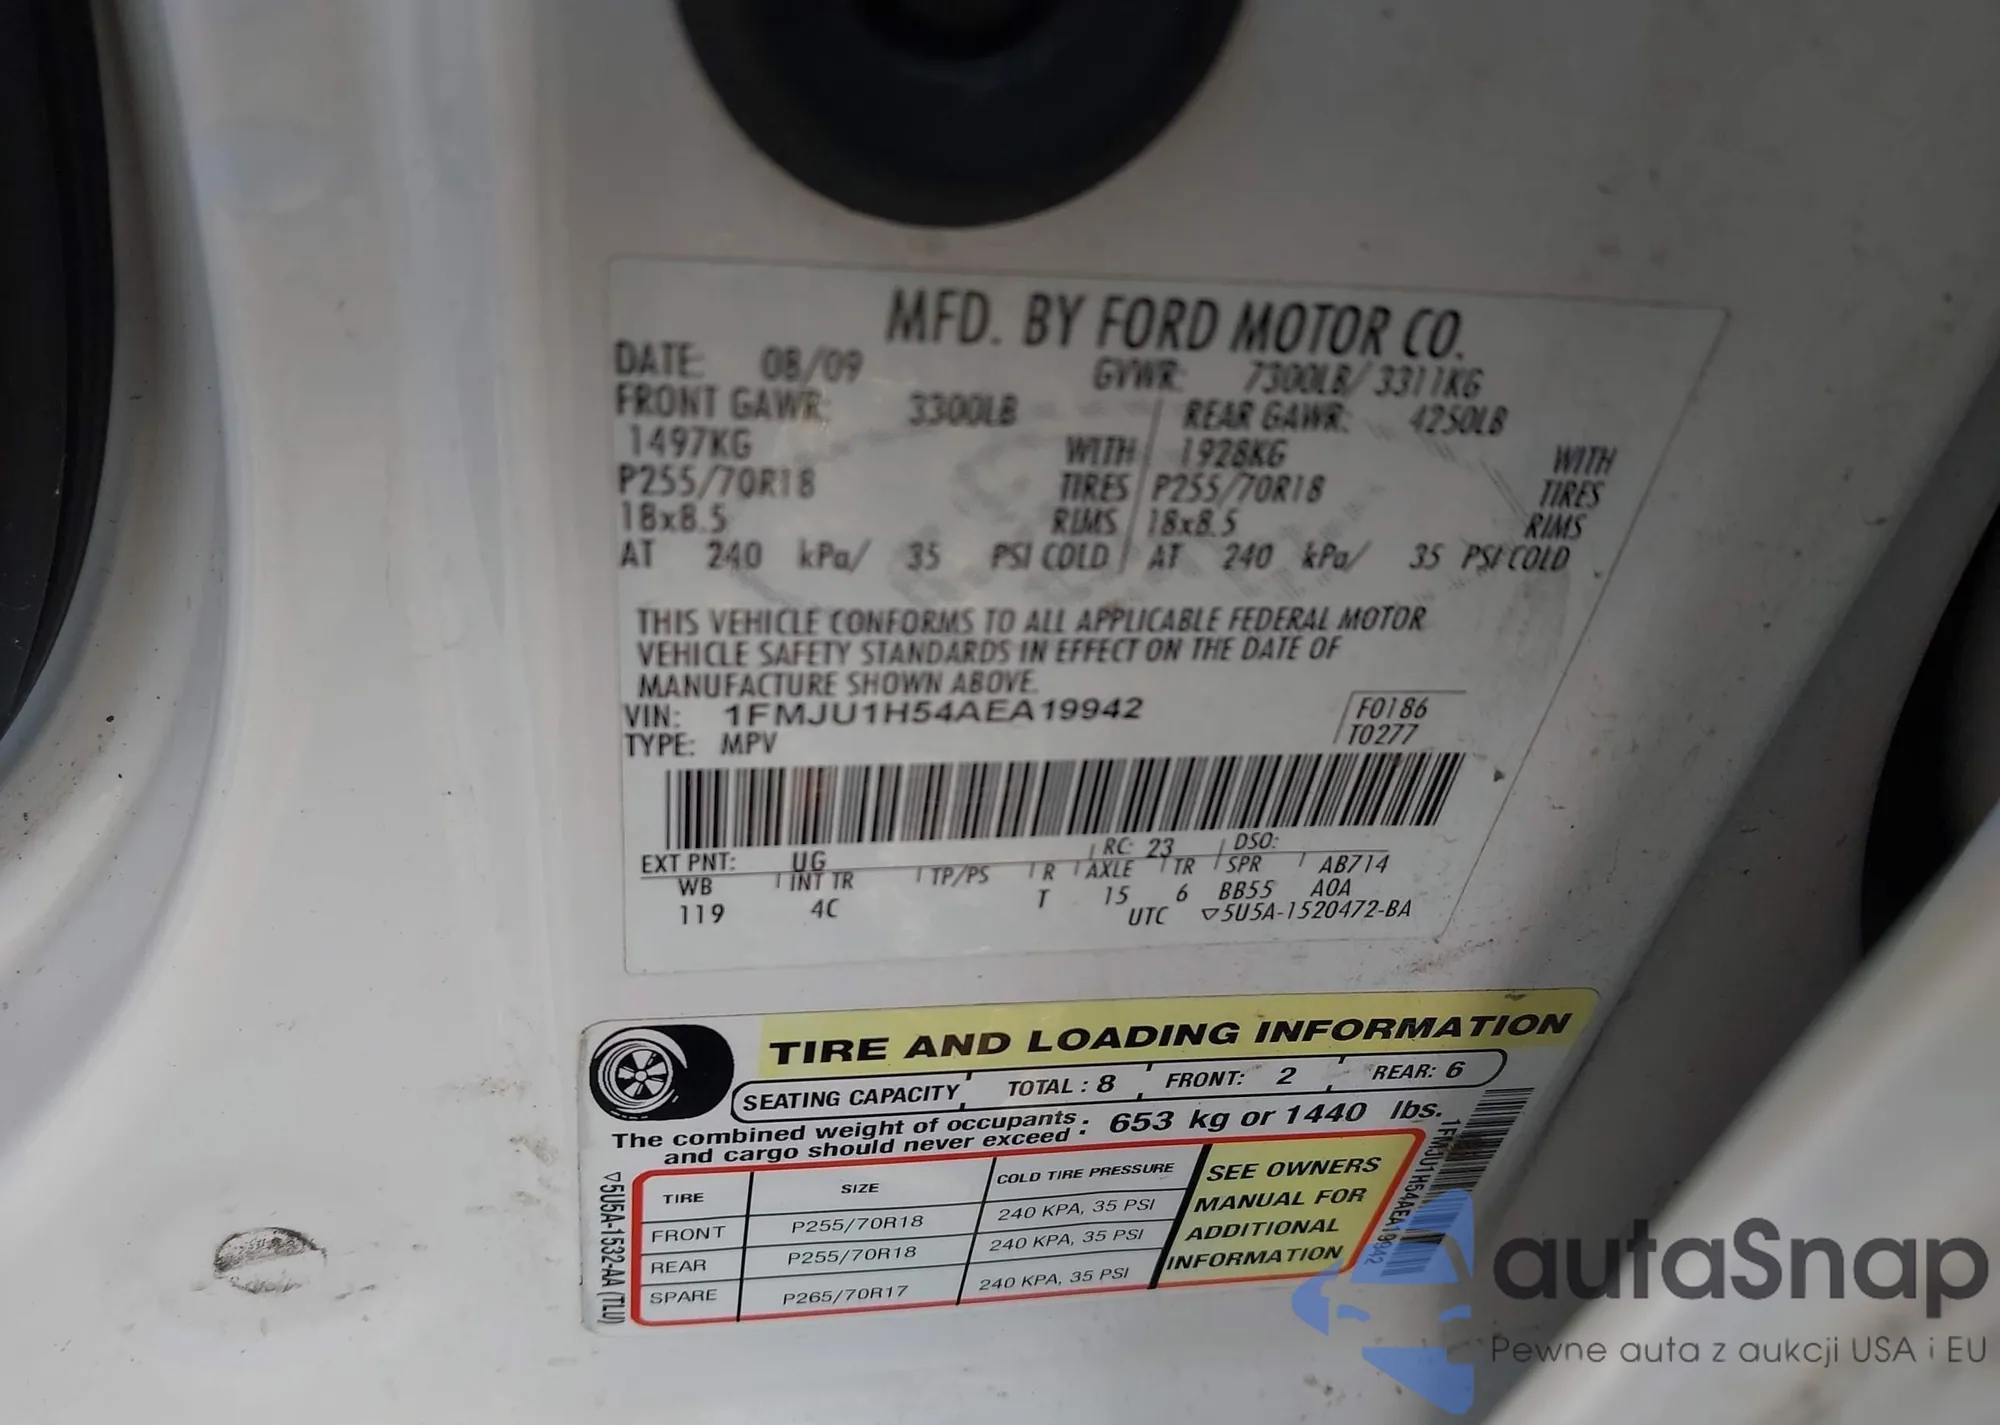 MFD. BY FORD MOTOR CO.
DATE: 08/09 GVWR: 7300LB/ 3311KG
FRONT GAWR: 3300LB REAR GAWR: 4250LB
1497KG WITH 1928KG WITH
P255/70R18 TIRES P255/70R18 TIRES
18x8.5 RIMS 18x8.5 RIMS
AT 240 kPa/ 35 PSI COLD AT 240 kPa/ 35 PSI COLD
THIS VEHICLE CONFORMS TO ALL APPLICABLE FEDERAL MOTOR
VEHICLE SAFETY STANDARDS IN EFFECT ON THE DATE OF
MANUFACTURE SHOWN ABOVE.
VIN: 1FMJU1H54AEA19942 F0186
TYPE: MPV T0277
EXT PNT: UG RC: 23 DSO:
WB INT TR TP/PS R AXLE TR SPR AB714
119 4C T 15 6 BB55 A0A
UTC ▽5U5A-1520472-BA
TIRE AND LOADING INFORMATION
SEATING CAPACITY TOTAL : 8 FRONT: 2 REAR: 6
The combined weight of occupants and cargo should never exceed : 653 kg or 1440 lbs.
TIRE SIZE COLD TIRE PRESSURE
FRONT P255/70R18 240 KPA, 35 PSI
REAR P255/70R18 240 KPA, 35 PSI
SPARE P265/70R17 240 KPA, 35 PSI
SEE OWNERS
MANUAL FOR
ADDITIONAL
INFORMATION
▽5U5A-1532-AA (TLU)
1FMJU1H54AEA19942
autaSnap
Pewne auta z aukcji USA i EU